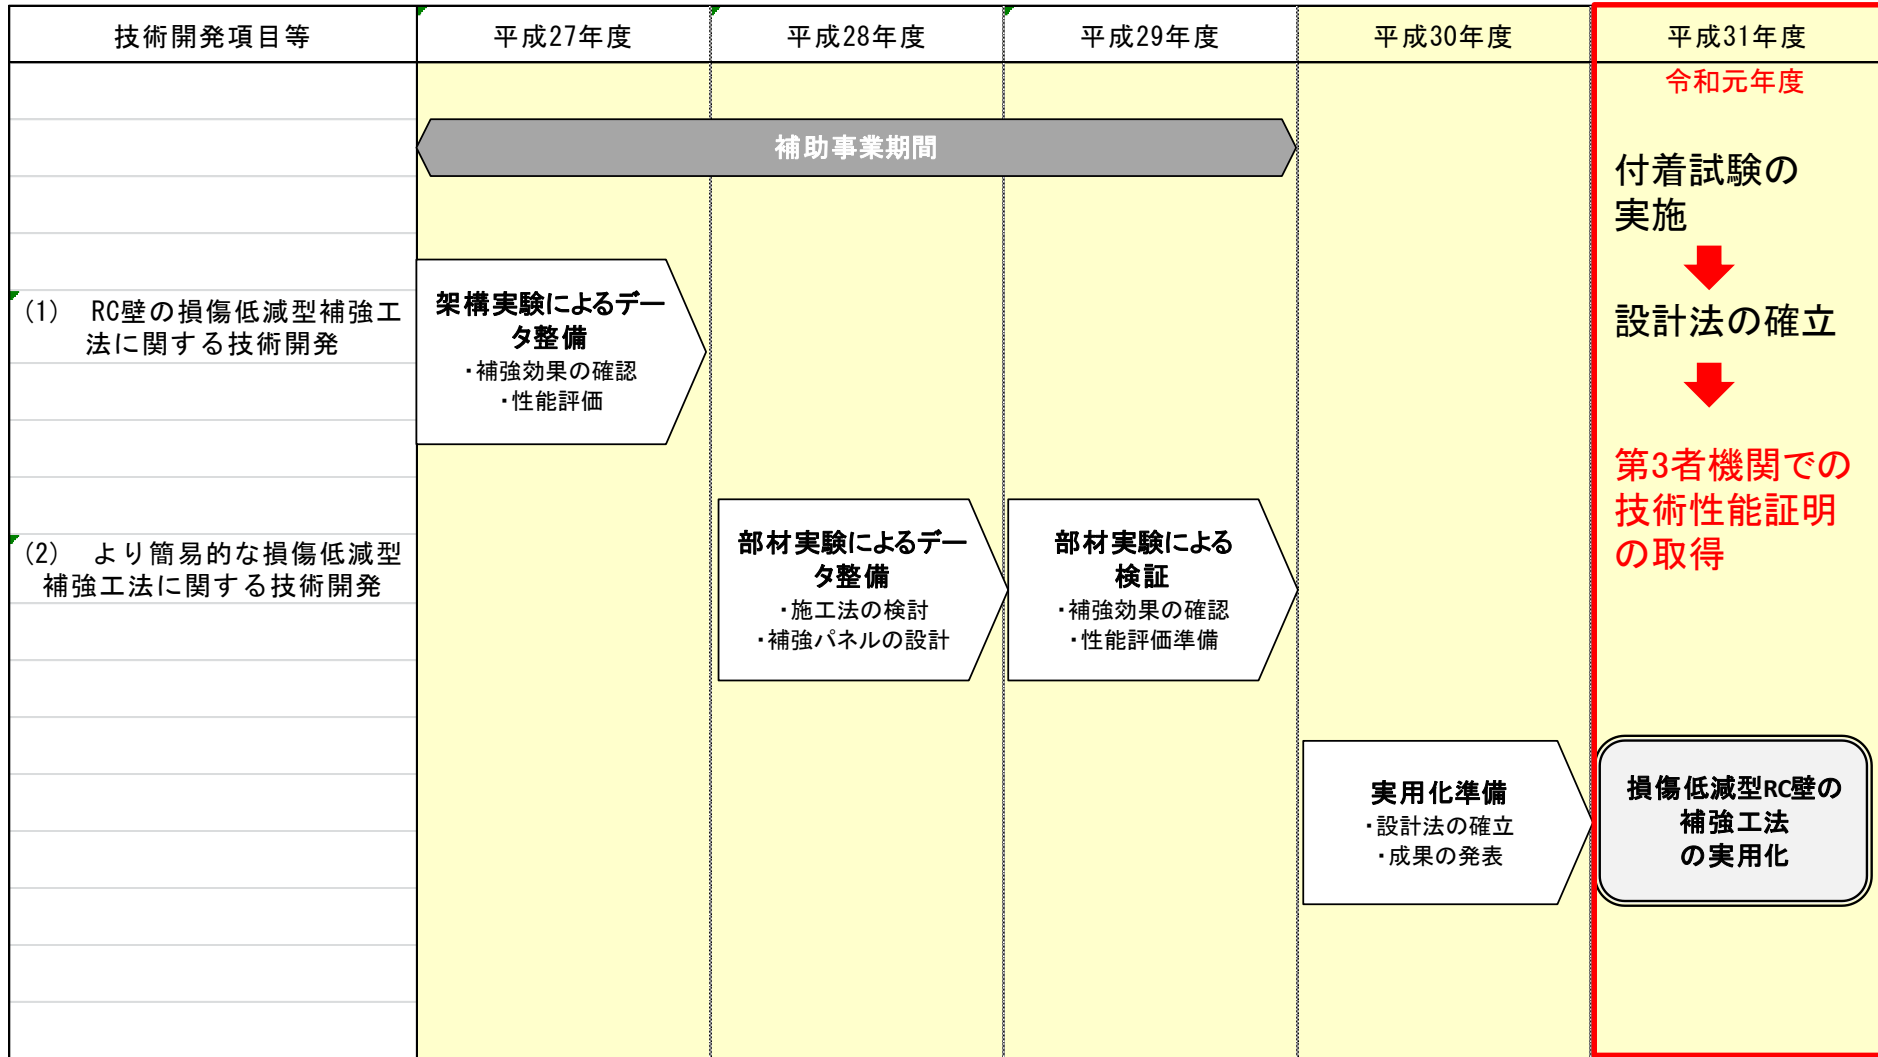 技術開発項目等
平成27年度
平成28年度
平成29年度
平成30年度
平成31年度
令和元年度
補助事業期間
付着試験の
実施
設計法の確立
第3者機関での
技術性能証明
の取得
(1) RC壁の損傷低減型補強工
法に関する技術開発
架構実験によるデー
タ整備
・補強効果の確認
・性能評価
(2) より簡易的な損傷低減型
補強工法に関する技術開発
部材実験によるデー
タ整備
・施工法の検討
・補強パネルの設計
部材実験による
検証
・補強効果の確認
・性能評価準備
実用化準備
・設計法の確立
・成果の発表
損傷低減型RC壁の
補強工法
の実用化